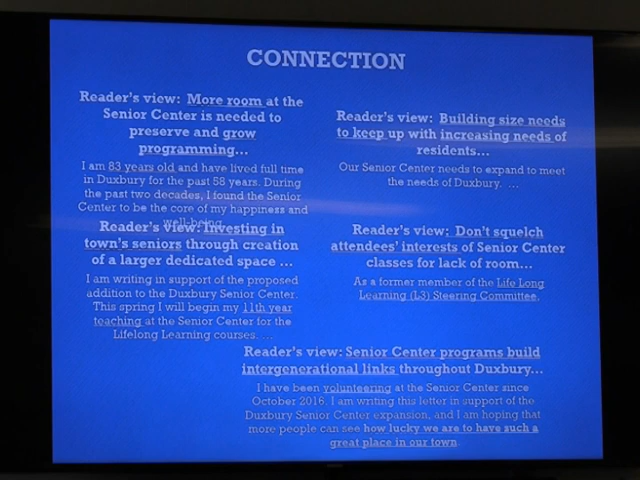 CONNECTION
Reader's view: More room at the
Senior Center is needed to
preserve and grow
programming...
I am 83 years old and have lived full time
in Duxbury for the past 58 years. During
the past two decades, I found the Senior
Center to be the core of my happiness and
well-being.
Reader's view: Investing in
town's seniors through creation
of a larger dedicated space ...
I am writing in support of the proposed
addition to the Duxbury Senior Center.
This spring I will begin my 11th year
teaching at the Senior Center for the
Lifelong Learning courses. ...
Reader's view: Building size needs
to keep up with increasing needs of
residents...
Our Senior Center needs to expand to meet
the needs of Duxbury. ...
Reader's view: Don't squelch
attendees' interests of Senior Center
classes for lack of room...
As a former member of the Life Long
Learning (L3) Steering Committee,
Reader's view: Senior Center programs build
intergenerational links throughout Duxbury...
I have been volunteering at the Senior Center since
October 2016. I am writing this letter in support of the
Duxbury Senior Center expansion, and I am hoping that
more people can see how lucky we are to have such a
great place in our town.